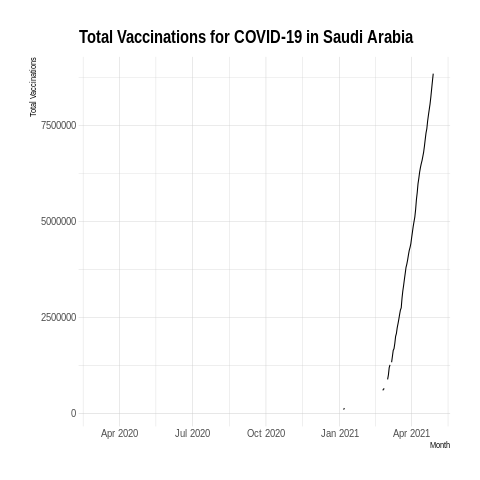 Total Vaccinations for COVID-19 in Saudi Arabia
Total Vaccinations
7500000
5000000
2500000
0
Apr 2020 Jul 2020 Oct 2020 Jan 2021 Apr 2021
Month